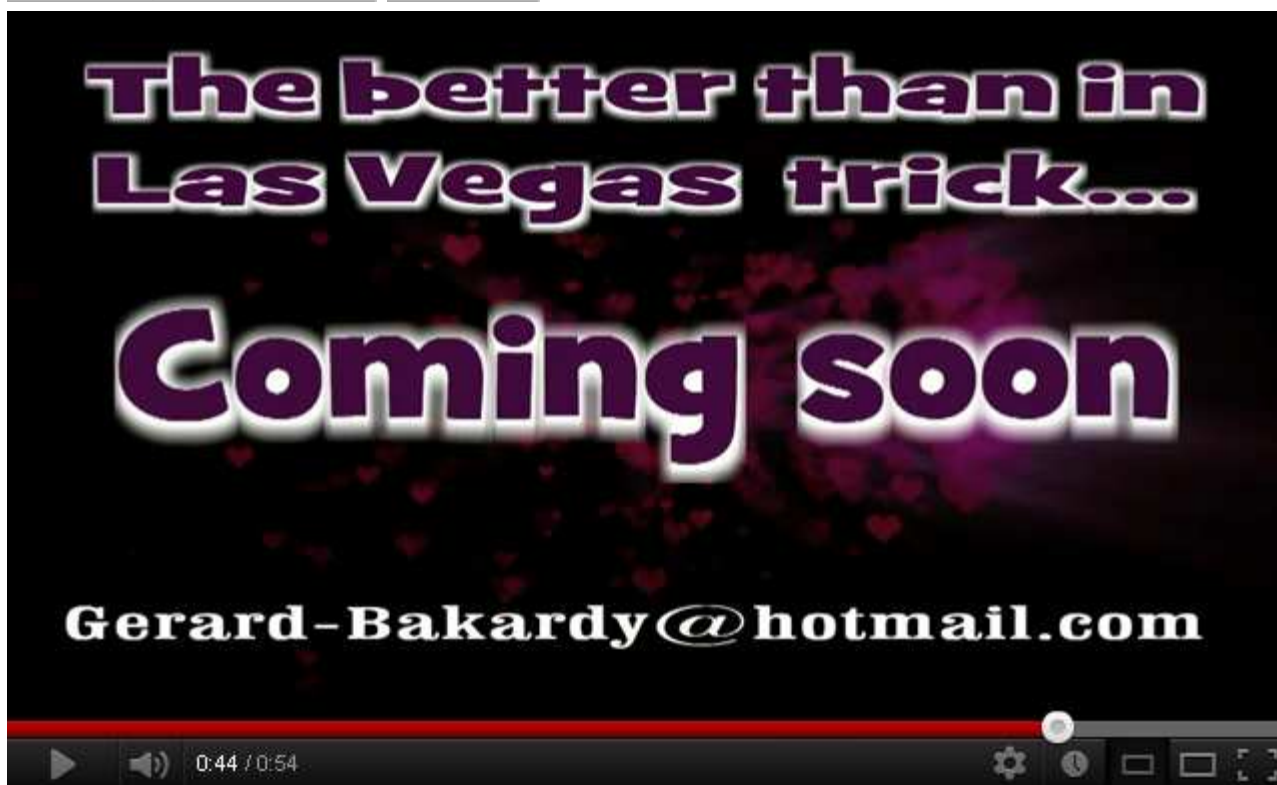 The better than in
Las Vegas trick...
Coming soon
Gerard-Bakardy@hotmail.com
0:44 / 0:54